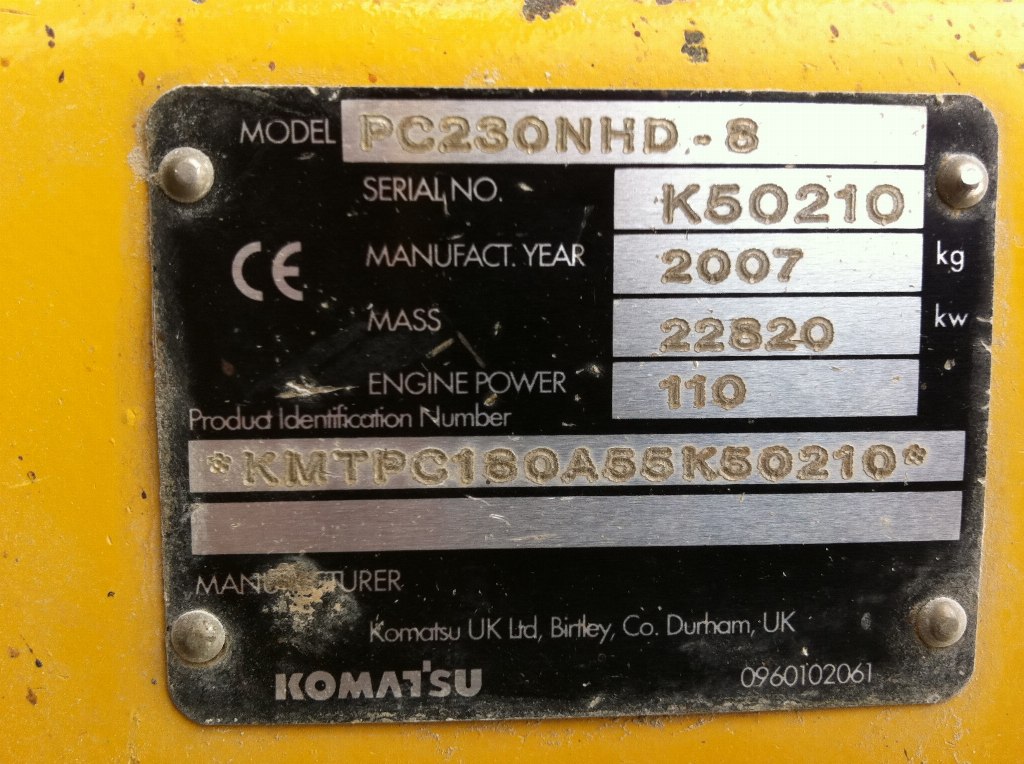 MODEL PC230NHD-8
SERIAL NO. K50210
CE MANUFACT. YEAR 2007 kg
MASS 22820 kw
ENGINE POWER 110
Product Identification Number
*KMTPC180A55K50210*
MANUFACTURER
Komatsu UK Ltd, Birtley, Co. Durham, UK
KOMATSU 0960102061